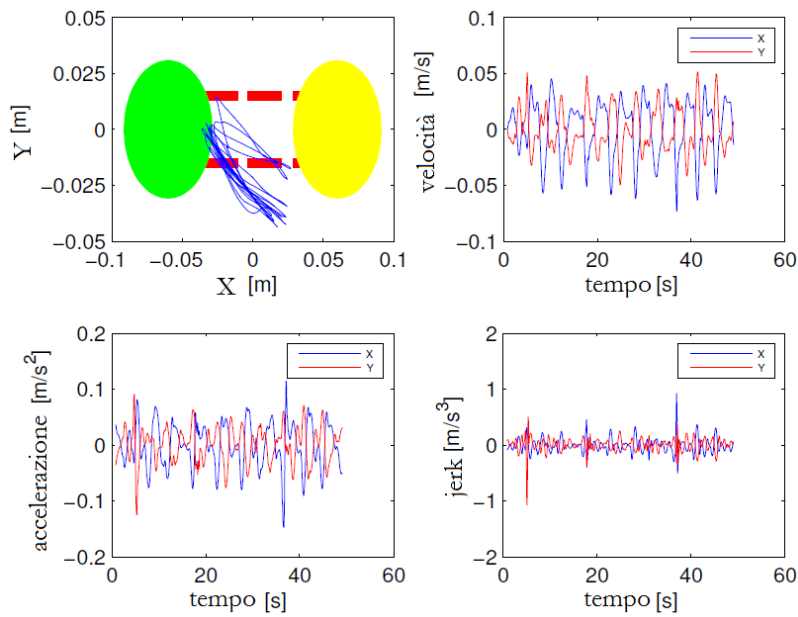 0.05
0.025
0
−0.025
−0.05
Y [m]
−0.1
−0.05
0
0.05
0.1
X [m]
0.1
0.05
0
−0.05
−0.1
velocità [m/s]
X
Y
0
20
40
60
tempo [s]
0.2
0.1
0
−0.1
−0.2
accelerazione [m/s²]
X
Y
0
20
40
60
tempo [s]
2
1
0
−1
−2
jerk [m/s³]
X
Y
0
20
40
60
tempo [s]